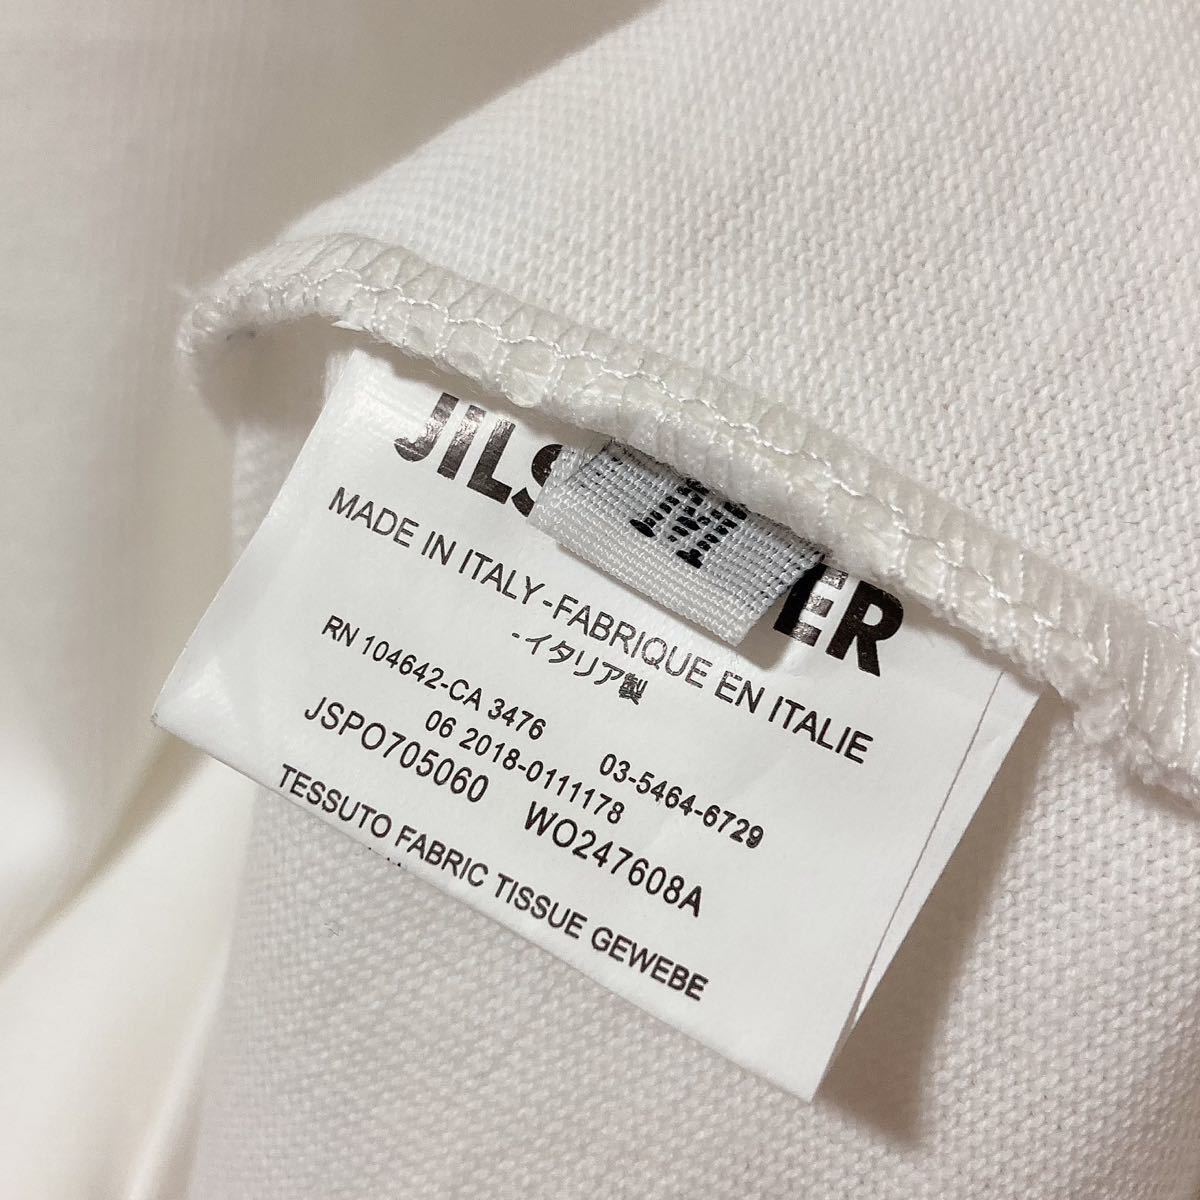 JILS ER
M
MADE IN ITALY-FABRIQUE EN ITALIE
-イタリア製
RN 104642-CA 3476 03-5464-6729
06 2018-0111178
JSPO705060 WO247608A
TESSUTO FABRIC TISSUE GEWEBE